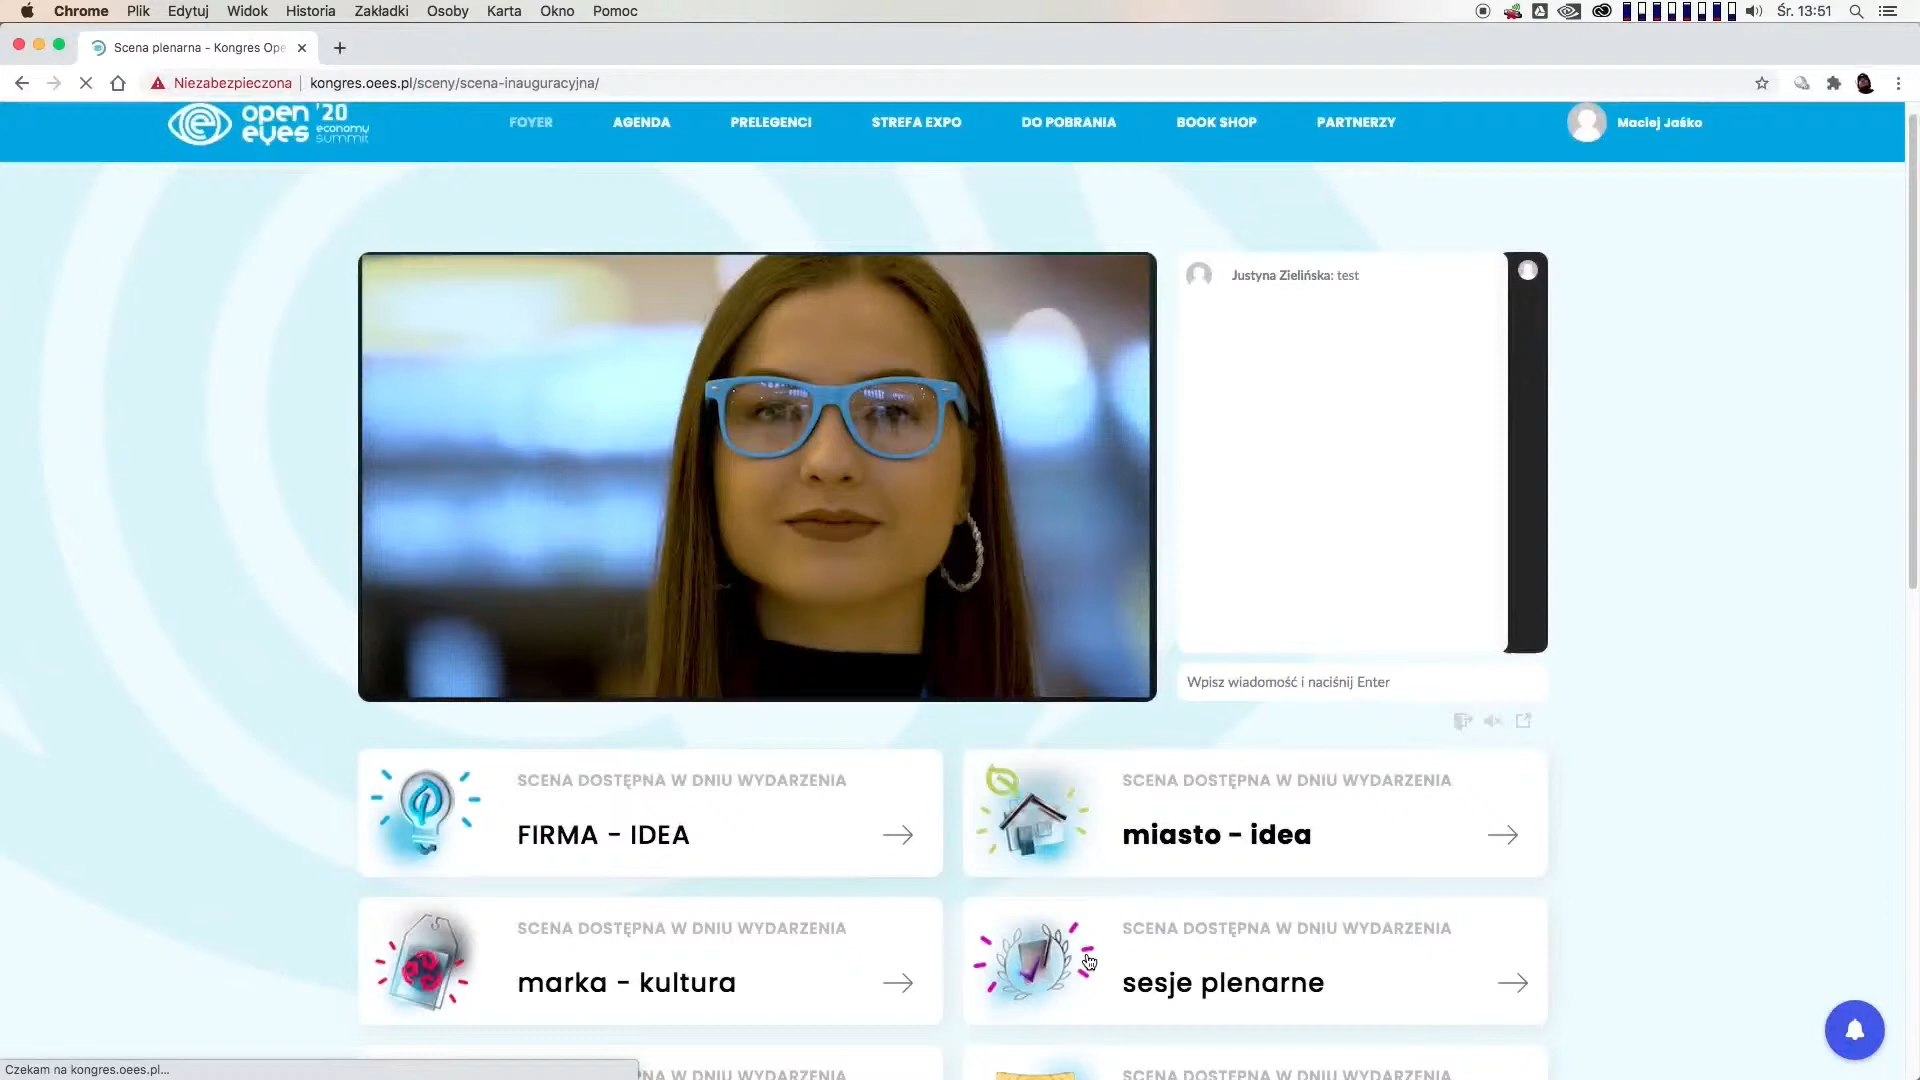 Chrome Plik Edytuj Widok Historia Zakładki Osoby Karta Okno Pomoc
Śr. 13:51
Scena plenarna - Kongres Ope
Niezabezpieczona
kongres.oees.pl/sceny/scena-inauguracyjna/
open '20
eyes economy
summit
FOYER AGENDA PRELEGENCI STREFA EXPO DO POBRANIA BOOK SHOP PARTNERZY
Maciej Jaśko
Justyna Zielińska: test
Wpisz wiadomość i naciśnij Enter
SCENA DOSTĘPNA W DNIU WYDARZENIA
FIRMA - IDEA
SCENA DOSTĘPNA W DNIU WYDARZENIA
miasto - idea
SCENA DOSTĘPNA W DNIU WYDARZENIA
marka - kultura
SCENA DOSTĘPNA W DNIU WYDARZENIA
sesje plenarne
Czekam na kongres.oees.pl...
NA W DNIU WYDARZENIA
SCENA DOSTĘPNA W DNIU WYDARZENIA